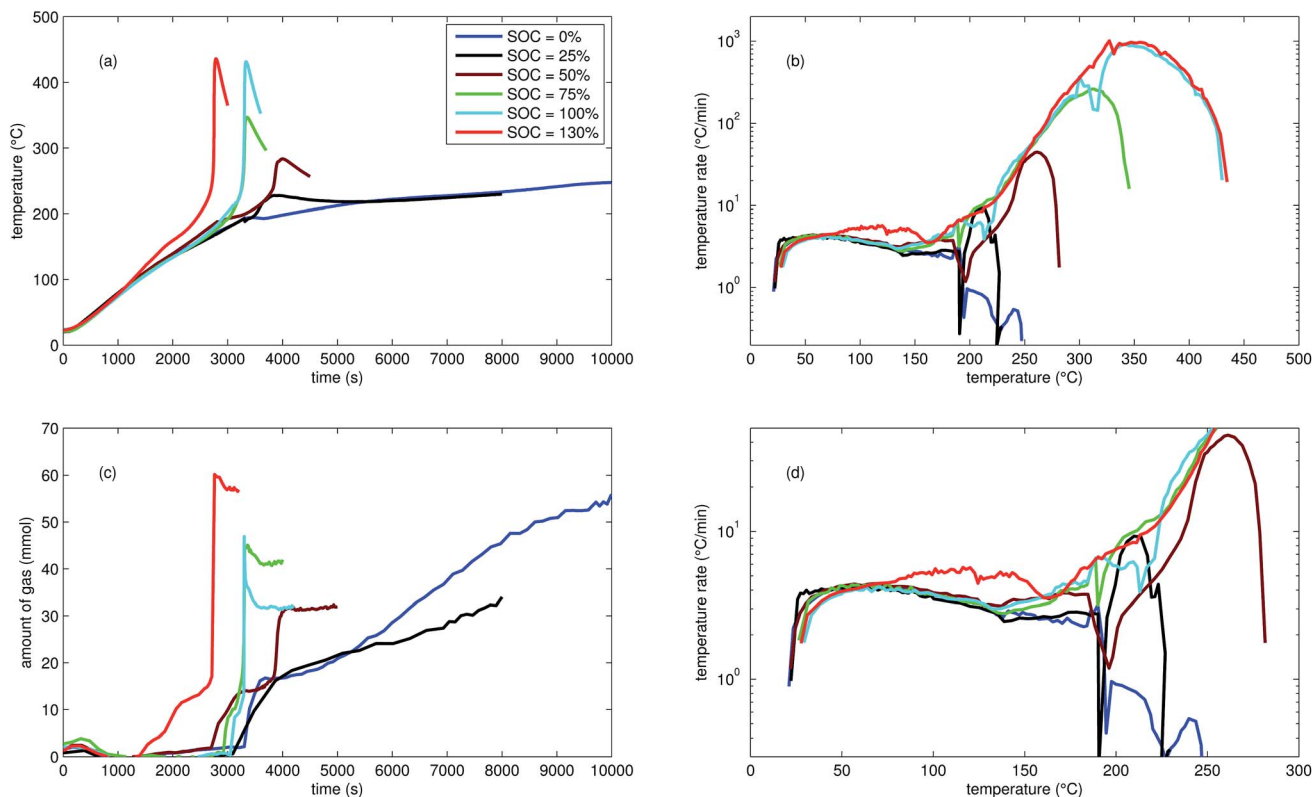 500
400
300
200
100
0
temperature (°C)
(a)
SOC = 0%
SOC = 25%
SOC = 50%
SOC = 75%
SOC = 100%
SOC = 130%
0 1000 2000 3000 4000 5000 6000 7000 8000 9000 10000
time (s)
10³
10²
10¹
10⁰
temperature rate (°C/min)
(b)
0 50 100 150 200 250 300 350 400 450 500
temperature (°C)
70
60
50
40
30
20
10
0
amount of gas (mmol)
(c)
0 1000 2000 3000 4000 5000 6000 7000 8000 9000 10000
time (s)
10¹
10⁰
temperature rate (°C/min)
(d)
0 50 100 150 200 250 300
temperature (°C)